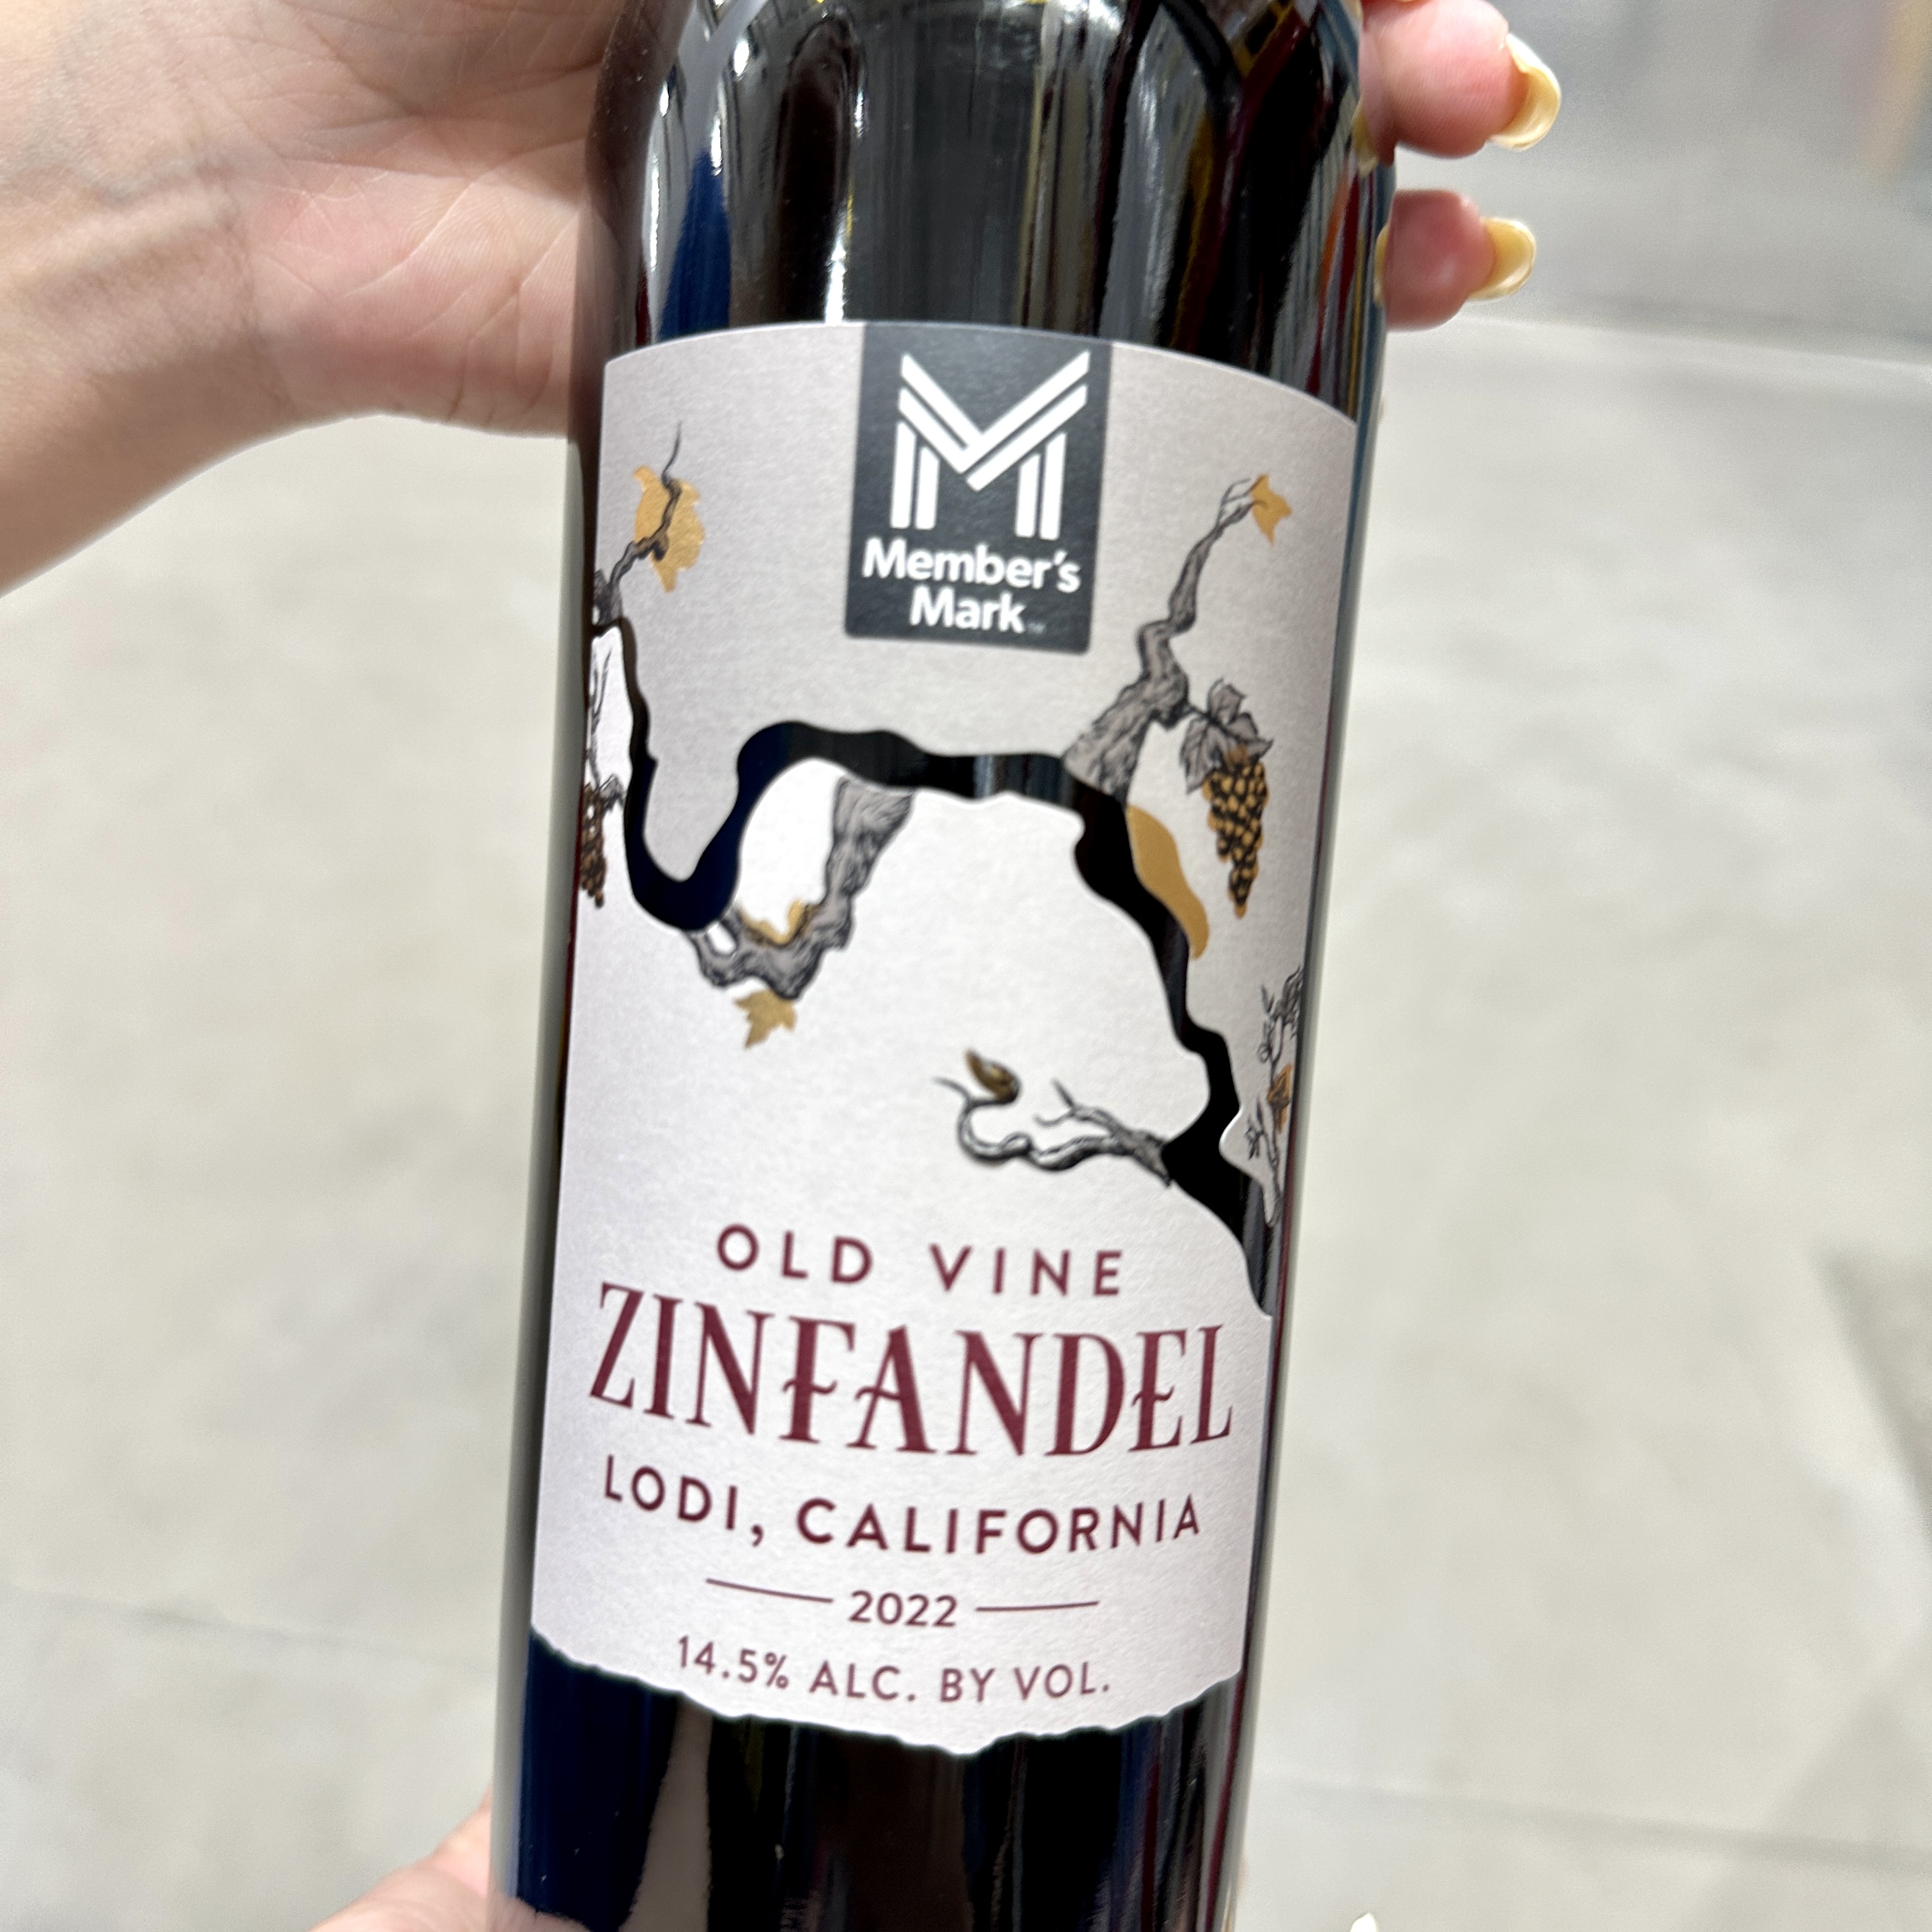 M
Member's
Mark
OLD VINE
ZINFANDEL
LODI, CALIFORNIA
2022
14.5% ALC. BY VOL.